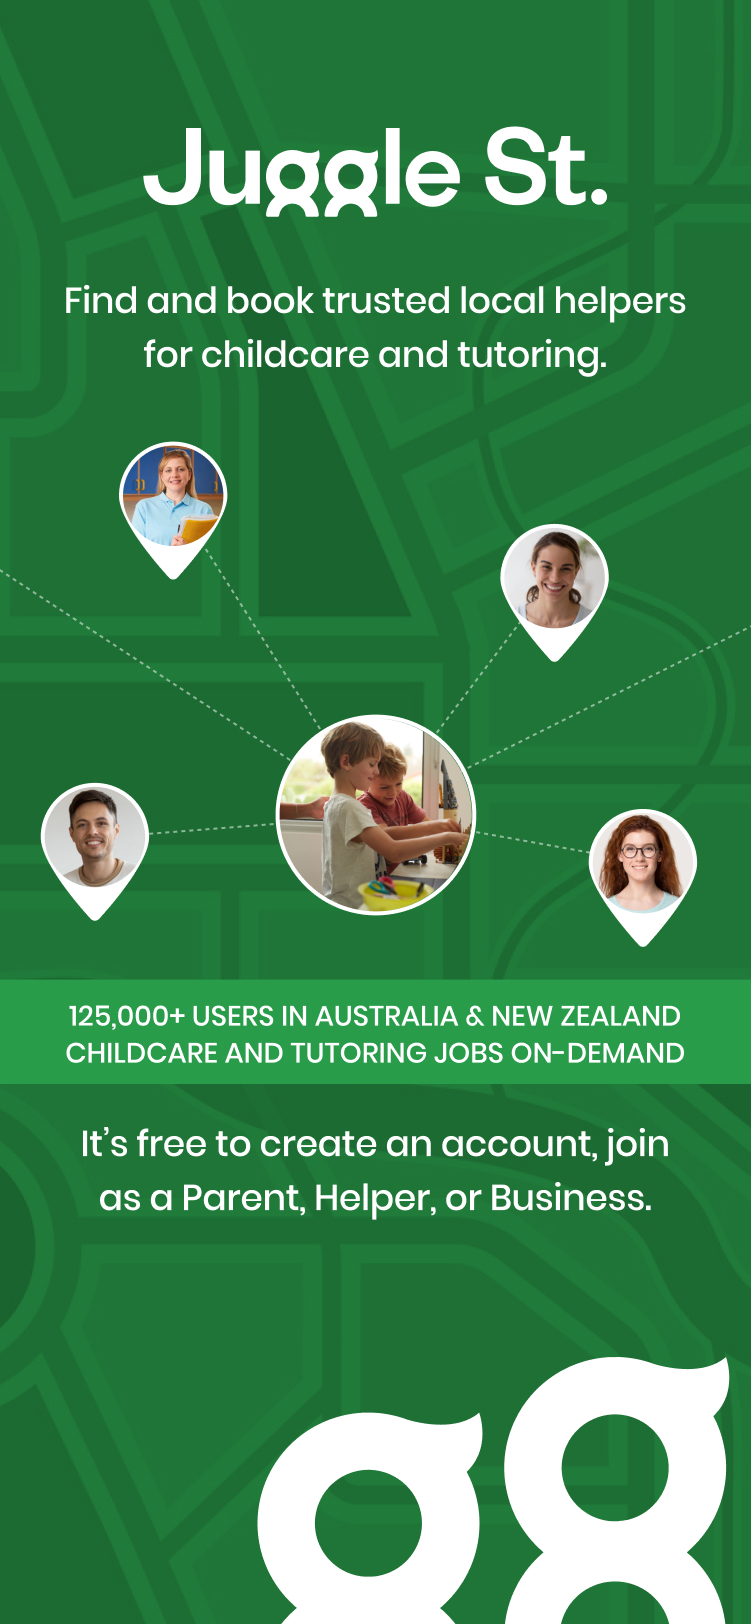 Juggle St.
Find and book trusted local helpers
for childcare and tutoring.
125,000+ USERS IN AUSTRALIA & NEW ZEALAND
CHILDCARE AND TUTORING JOBS ON-DEMAND
It's free to create an account, join
as a Parent, Helper, or Business.
gg